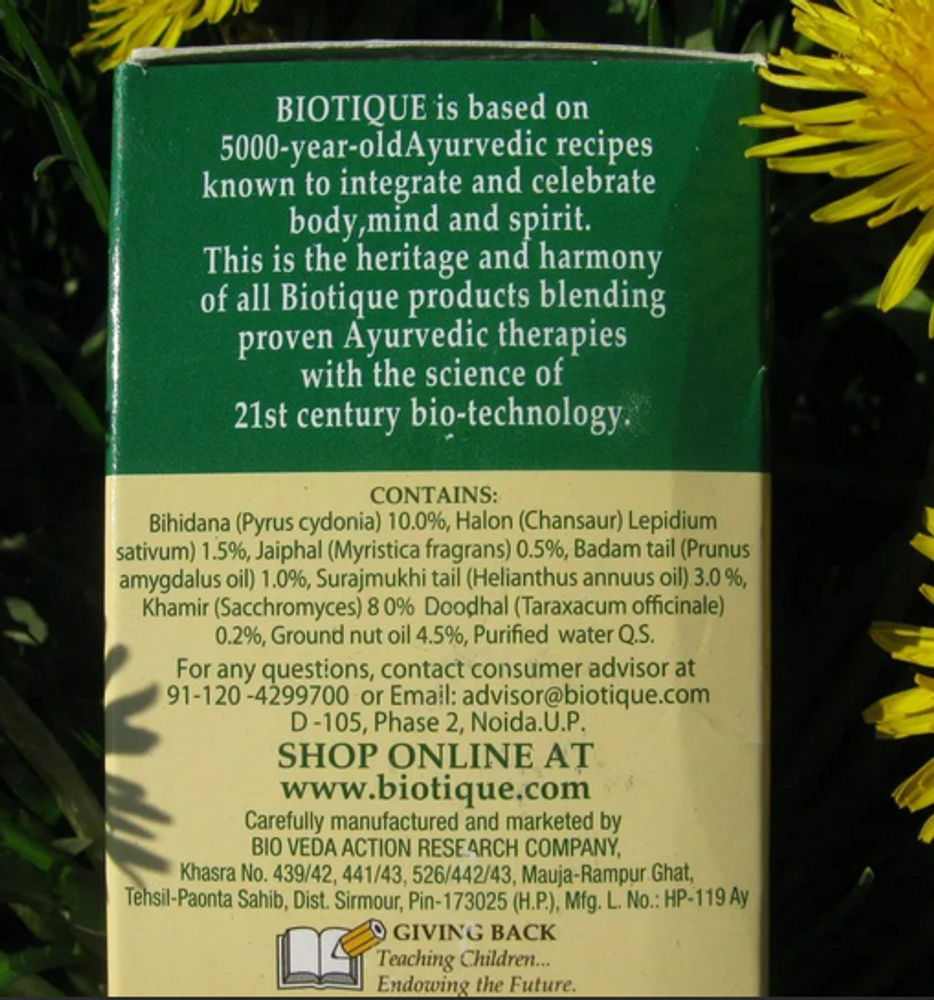 BIOTIQUE is based on
5000-year-oldAyurvedic recipes
known to integrate and celebrate
body,mind and spirit.
This is the heritage and harmony
of all Biotique products blending
proven Ayurvedic therapies
with the science of
21st century bio-technology.
CONTAINS:
Bihidana (Pyrus cydonia) 10.0%, Halon (Chansaur) Lepidium
sativum) 1.5%, Jaiphal (Myristica fragrans) 0.5%, Badam tail (Prunus
amygdalus oil) 1.0%, Surajmukhi tail (Helianthus annuus oil) 3.0 %,
Khamir (Sacchromyces) 8 0% Doodhal (Taraxacum officinale)
0.2%, Ground nut oil 4.5%, Purified water Q.S.
For any questions, contact consumer advisor at
91-120 -4299700 or Email: advisor@biotique.com
D -105, Phase 2, Noida.U.P.
SHOP ONLINE AT
www.biotique.com
Carefully manufactured and marketed by
BIO VEDA ACTION RESEARCH COMPANY,
Khasra No. 439/42, 441/43, 526/442/43, Mauja-Rampur Ghat,
Tehsil-Paonta Sahib, Dist. Sirmour, Pin-173025 (H.P.), Mfg. L. No.: HP-119 Ay
GIVING BACK
Teaching Children...
Endowing the Future.